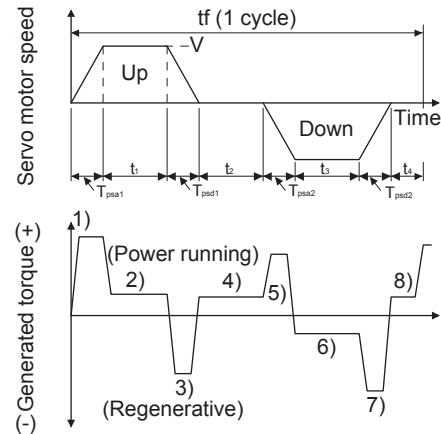 tf (1 cycle)
Servo motor speed
V
Up
Time
Down
t1
t2
t3
t4
Tpsa1
Tpsd1
Tpsa2
Tpsd2
(+)
Generated torque
(-)
1)
(Power running)
2)
4)
5)
8)
6)
3)
(Regenerative)
7)